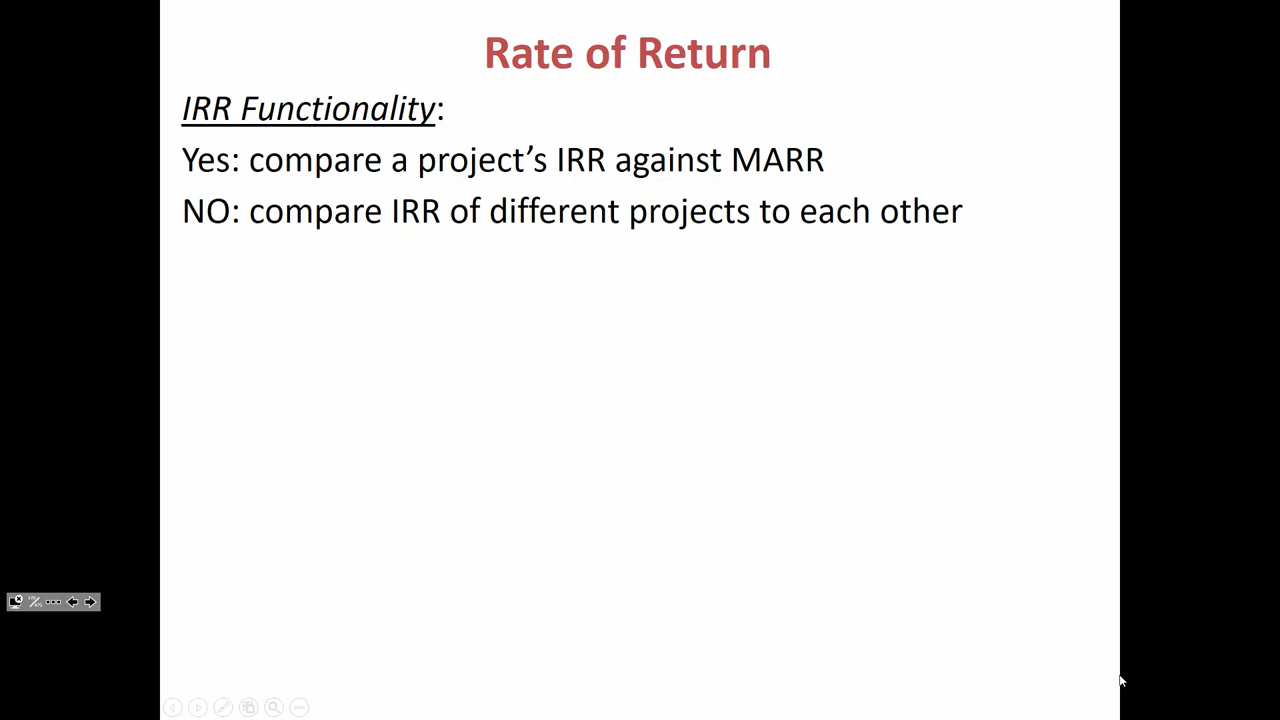 Rate of Return
IRR Functionality:
Yes: compare a project’s IRR against MARR
NO: compare IRR of different projects to each other